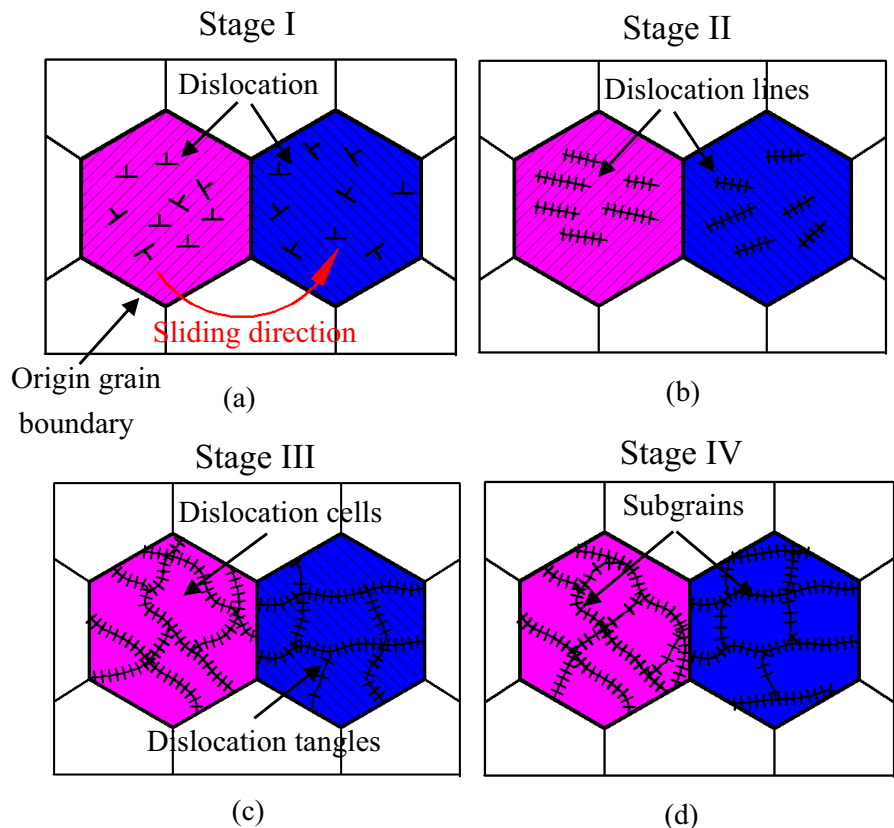 Stage I
Dislocation
Sliding direction
Origin grain
boundary
(a)
Stage II
Dislocation lines
(b)
Stage III
Dislocation cells
Dislocation tangles
(c)
Stage IV
Subgrains
(d)